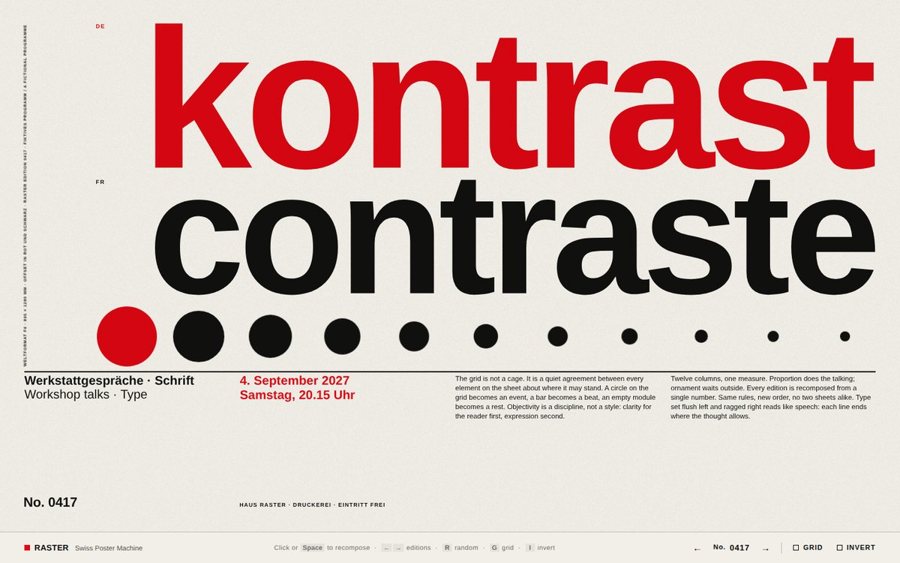 WELTFORMAT F4 · 895 × 1280 MM · OFFSET IN ROT UND SCHWARZ · RASTER EDITION 0417 · FIKTIVES PROGRAMM / A FICTIONAL PROGRAMME
DE
kontrast
FR
contraste
Werkstattgespräche · Schrift
Workshop talks · Type
4. September 2027
Samstag, 20.15 Uhr
The grid is not a cage. It is a quiet agreement between every
element on the sheet about where it may stand. A circle on the
grid becomes an event, a bar becomes a beat, an empty module
becomes a rest. Objectivity is a discipline, not a style: clarity for
the reader first, expression second.
Twelve columns, one measure. Proportion does the talking;
ornament waits outside. Every edition is recomposed from a
single number. Same rules, new order, no two sheets alike. Type
set flush left and ragged right reads like speech: each line ends
where the thought allows.
No. 0417
HAUS RASTER · DRUCKEREI · EINTRITT FREI
RASTER Swiss Poster Machine
Click or Space to recompose · ← → editions · R random · G grid · I invert
← No. 0417 →
GRID
INVERT